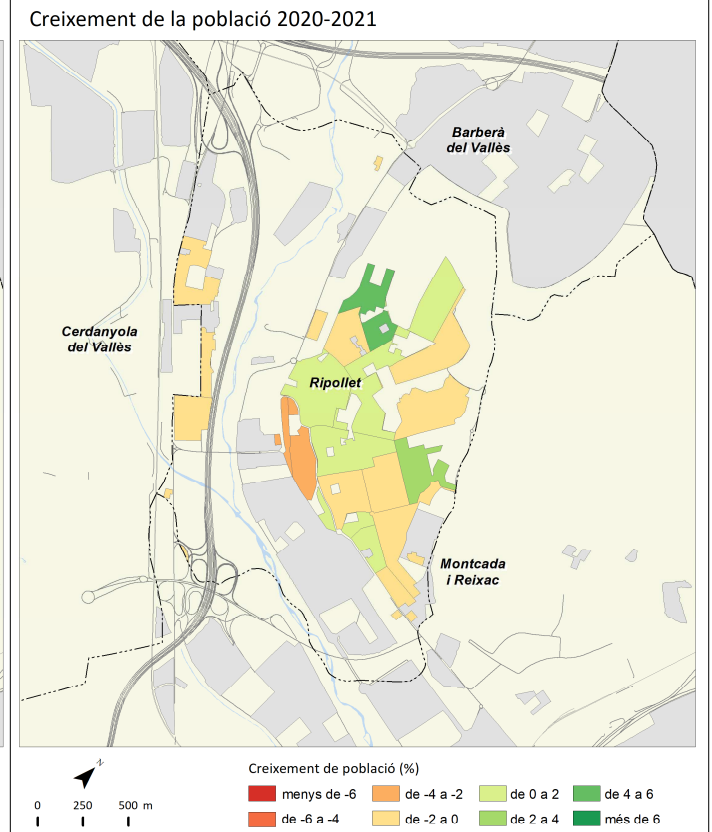 Creixement de la població 2020-2021
Barberà
del Vallès
Cerdanyola
del Vallès
Ripollet
Montcada
i Reixac
N
0 250 500 m
Creixement de població (%)
menys de -6
de -4 a -2
de 0 a 2
de 4 a 6
de -6 a -4
de -2 a 0
de 2 a 4
més de 6